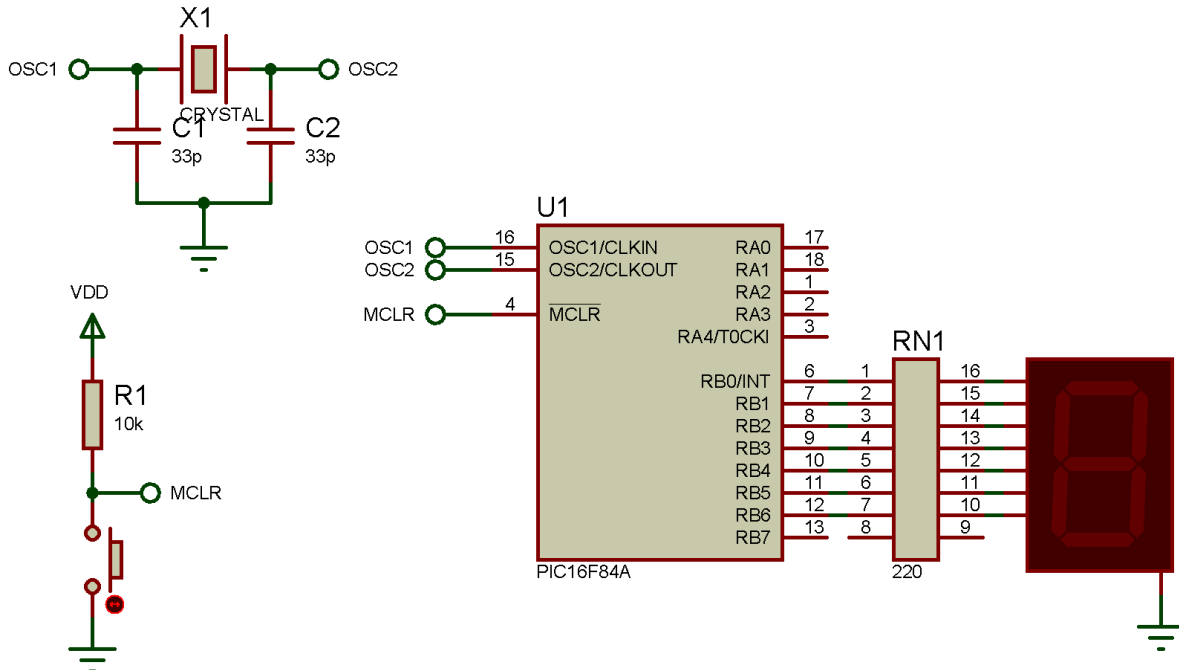 X1
OSC1
OSC2
CRYSTAL
C1
33p
C2
33p
VDD
R1
10k
MCLR
U1
OSC1 16 OSC1/CLKIN RA0 17
OSC2 15 OSC2/CLKOUT RA1 18
RA2 1
MCLR 4 MCLR RA3 2
RA4/T0CKI 3
RN1
RB0/INT 6 1 16
RB1 7 2 15
RB2 8 3 14
RB3 9 4 13
RB4 10 5 12
RB5 11 6 11
RB6 12 7 10
RB7 13 8 9
PIC16F84A
220